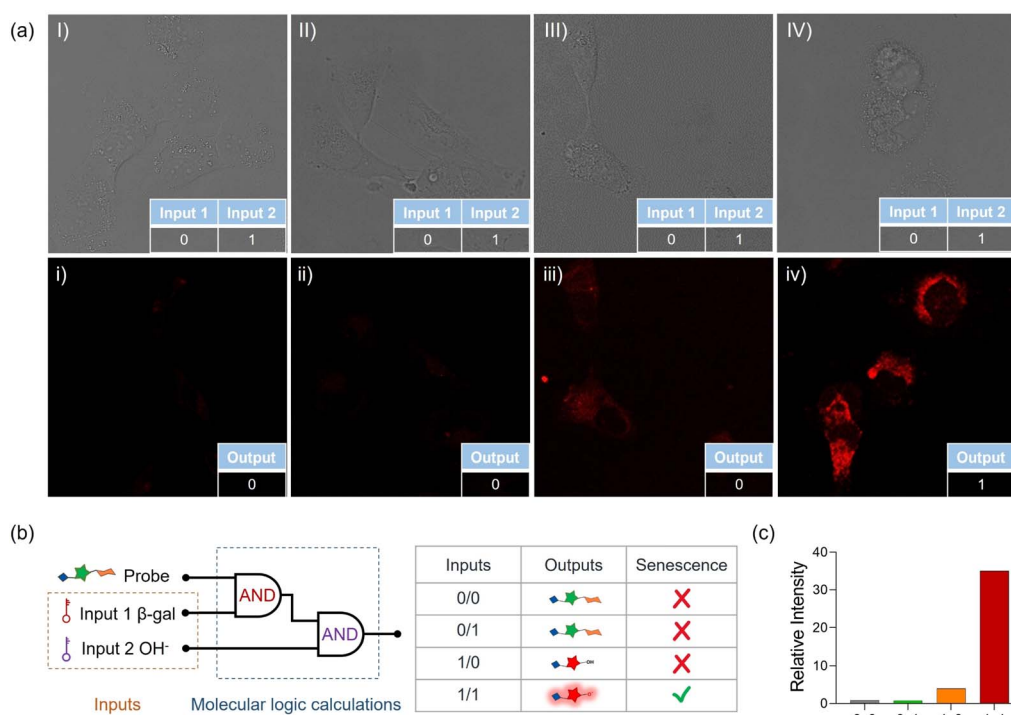 (a)
I) II) III) IV)
Input 1 Input 2 Input 1 Input 2 Input 1 Input 2 Input 1 Input 2
0 1 0 1 0 1 0 1
i) ii) iii) iv)
Output Output Output Output
0 0 0 1
(b)
Probe
Input 1 β-gal
Input 2 OH⁻
AND
AND
Inputs
Molecular logic calculations
Inputs Outputs Senescence
0/0
0/1
1/0 OH
1/1
(c)
Relative Intensity
40
30
20
10
0